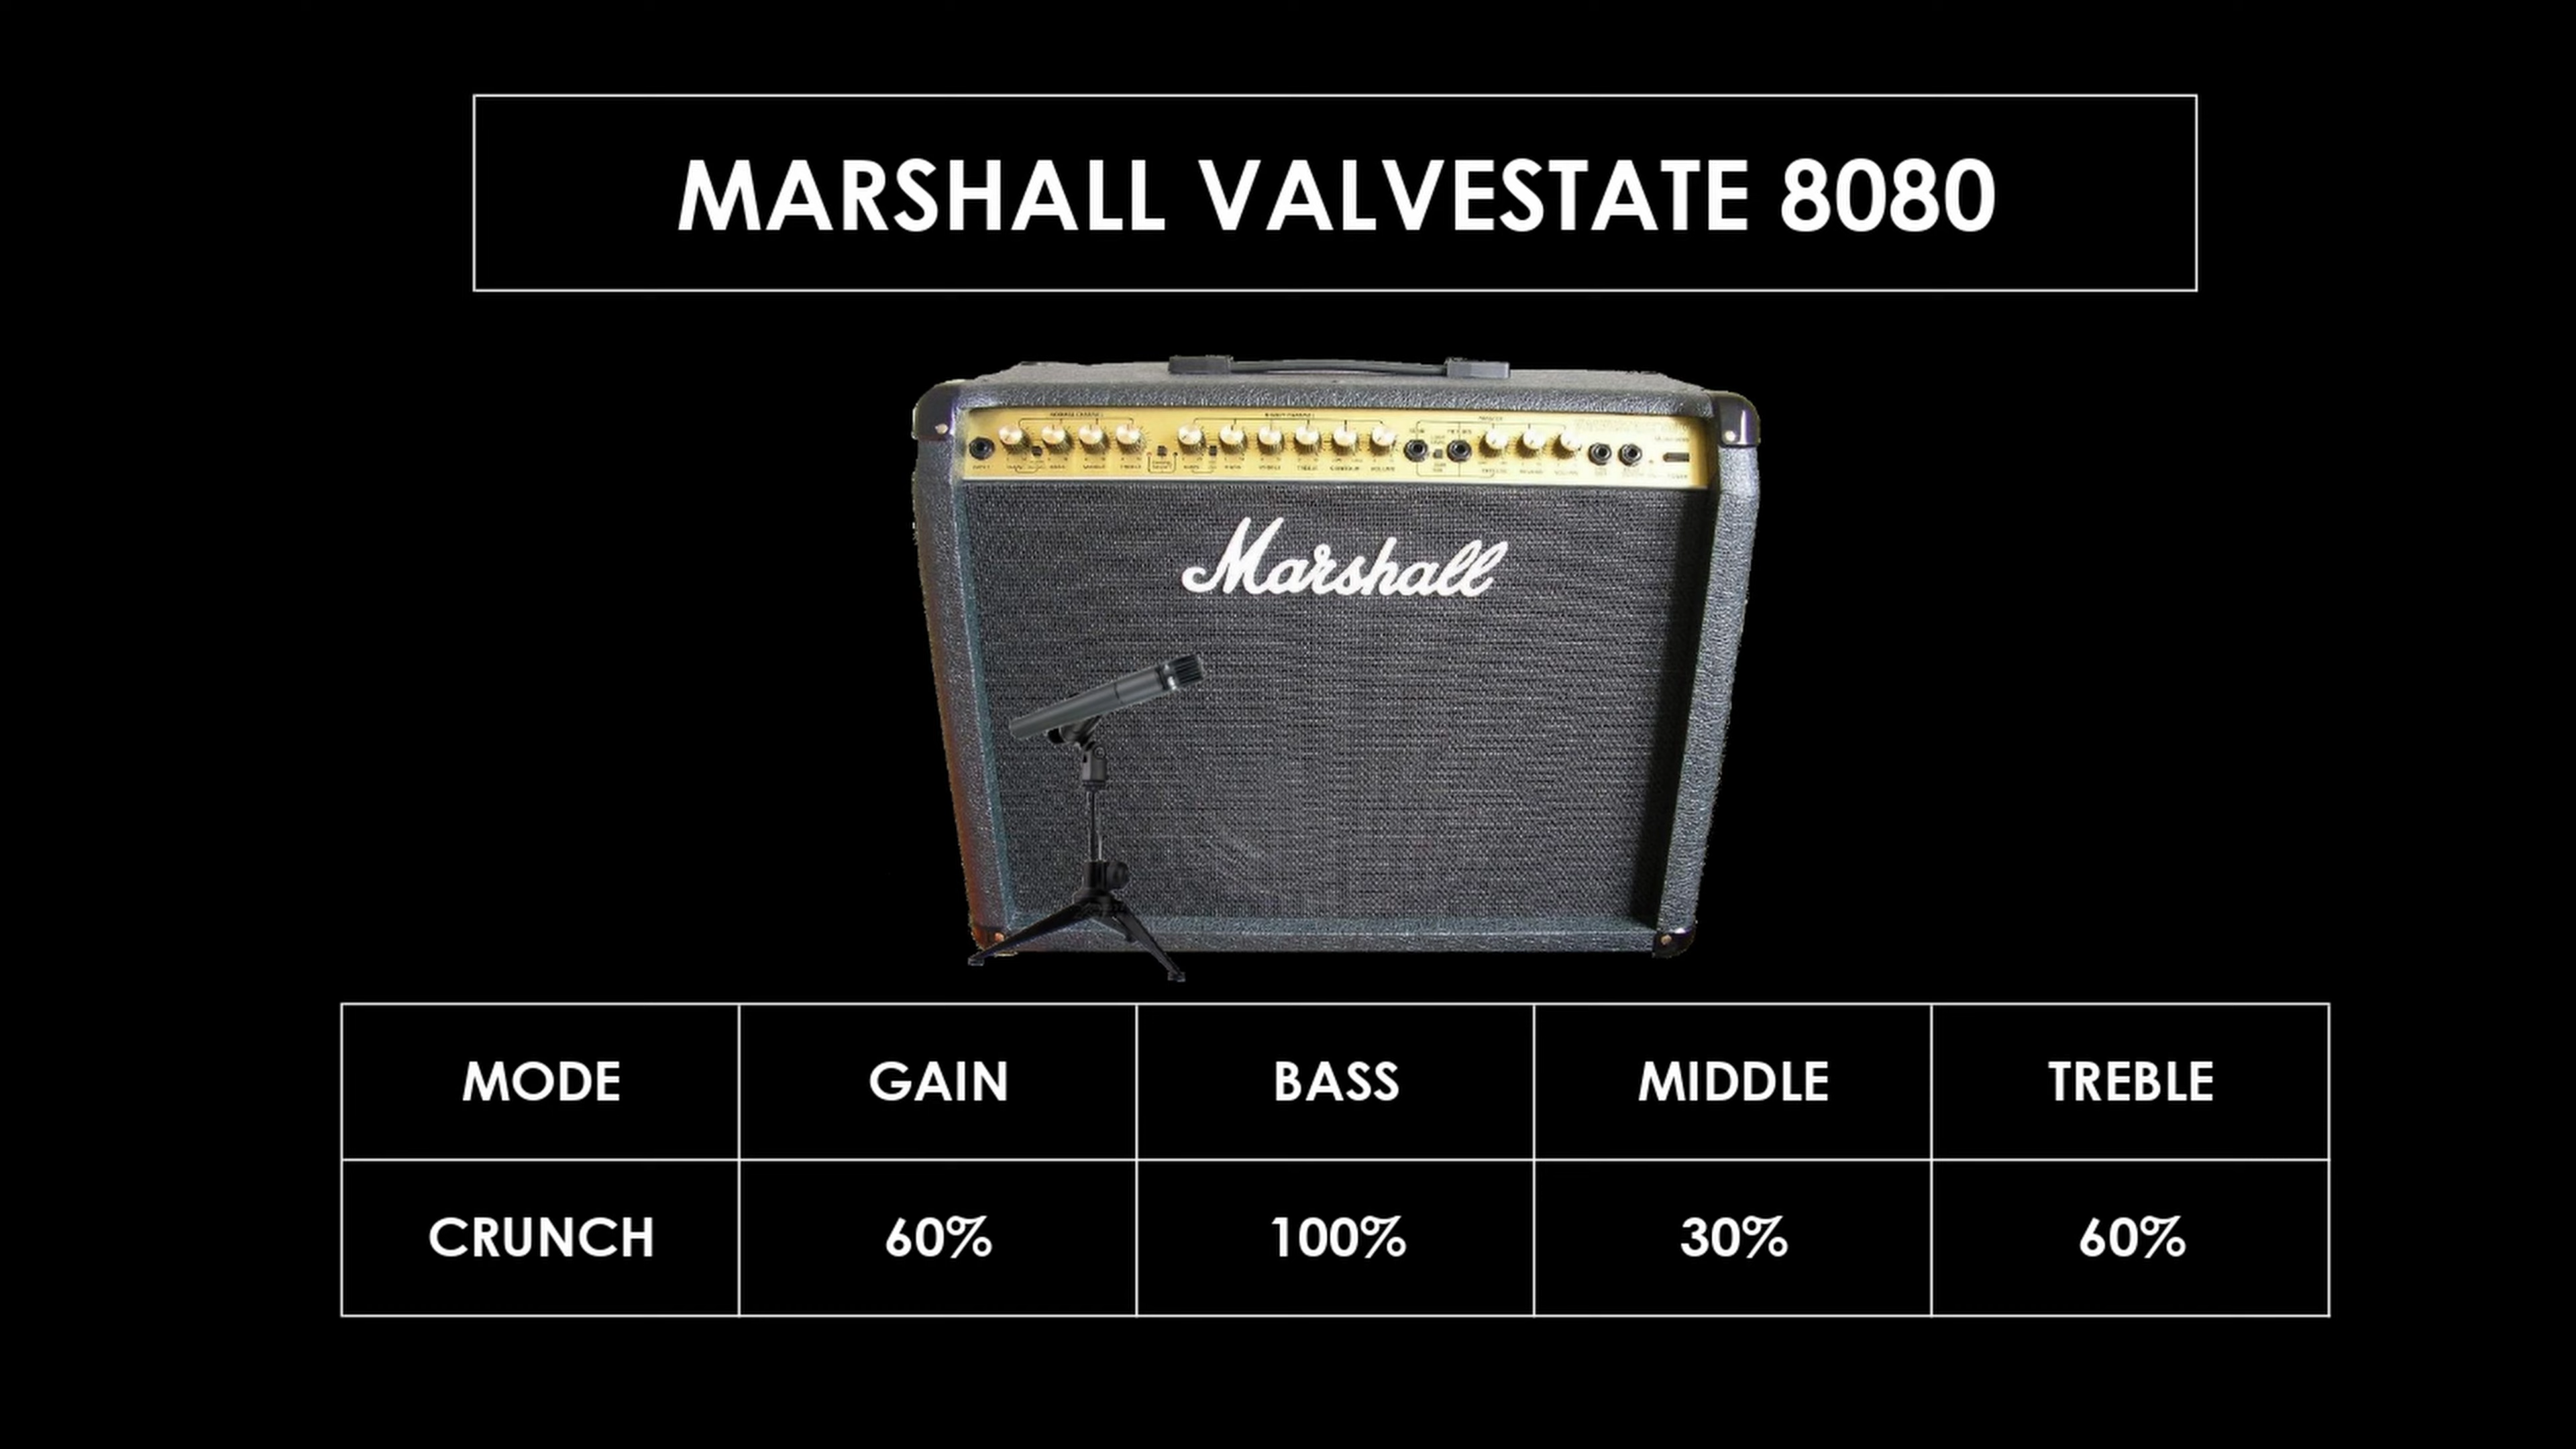 MARSHALL VALVESTATE 8080
Marshall
MODE GAIN BASS MIDDLE TREBLE
CRUNCH 60% 100% 30% 60%